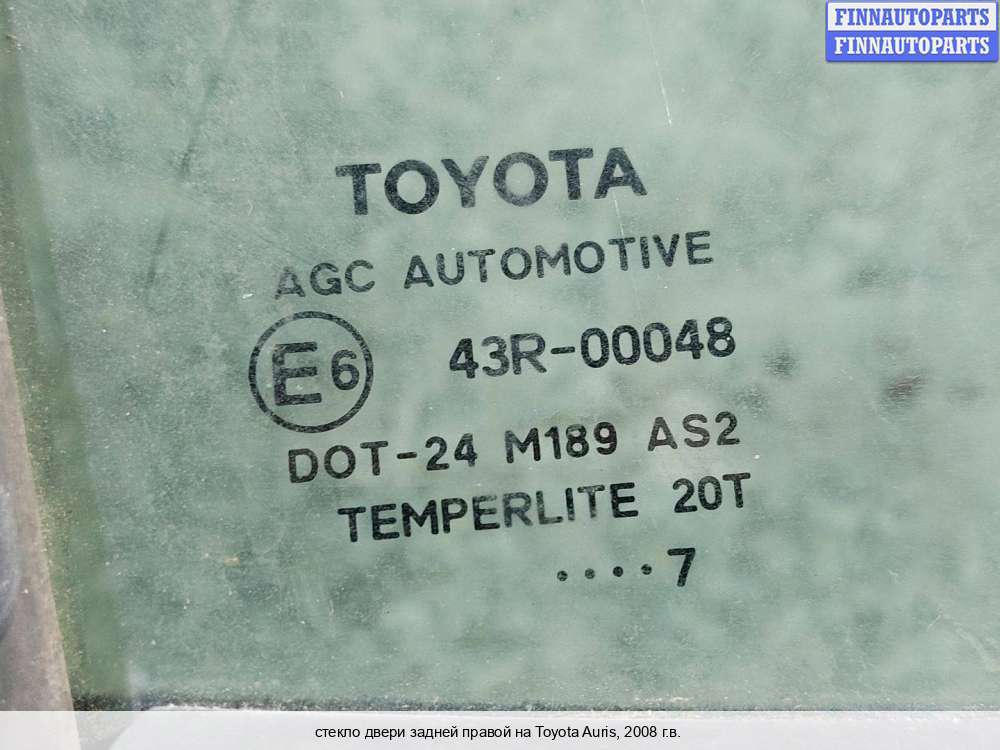 FINNAUTOPARTS
FINNAUTOPARTS
TOYOTA
AGC AUTOMOTIVE
E6 43R-00048
DOT-24 M189 AS2
TEMPERLITE 20T
....7
стекло двери задней правой на Toyota Auris, 2008 г.в.